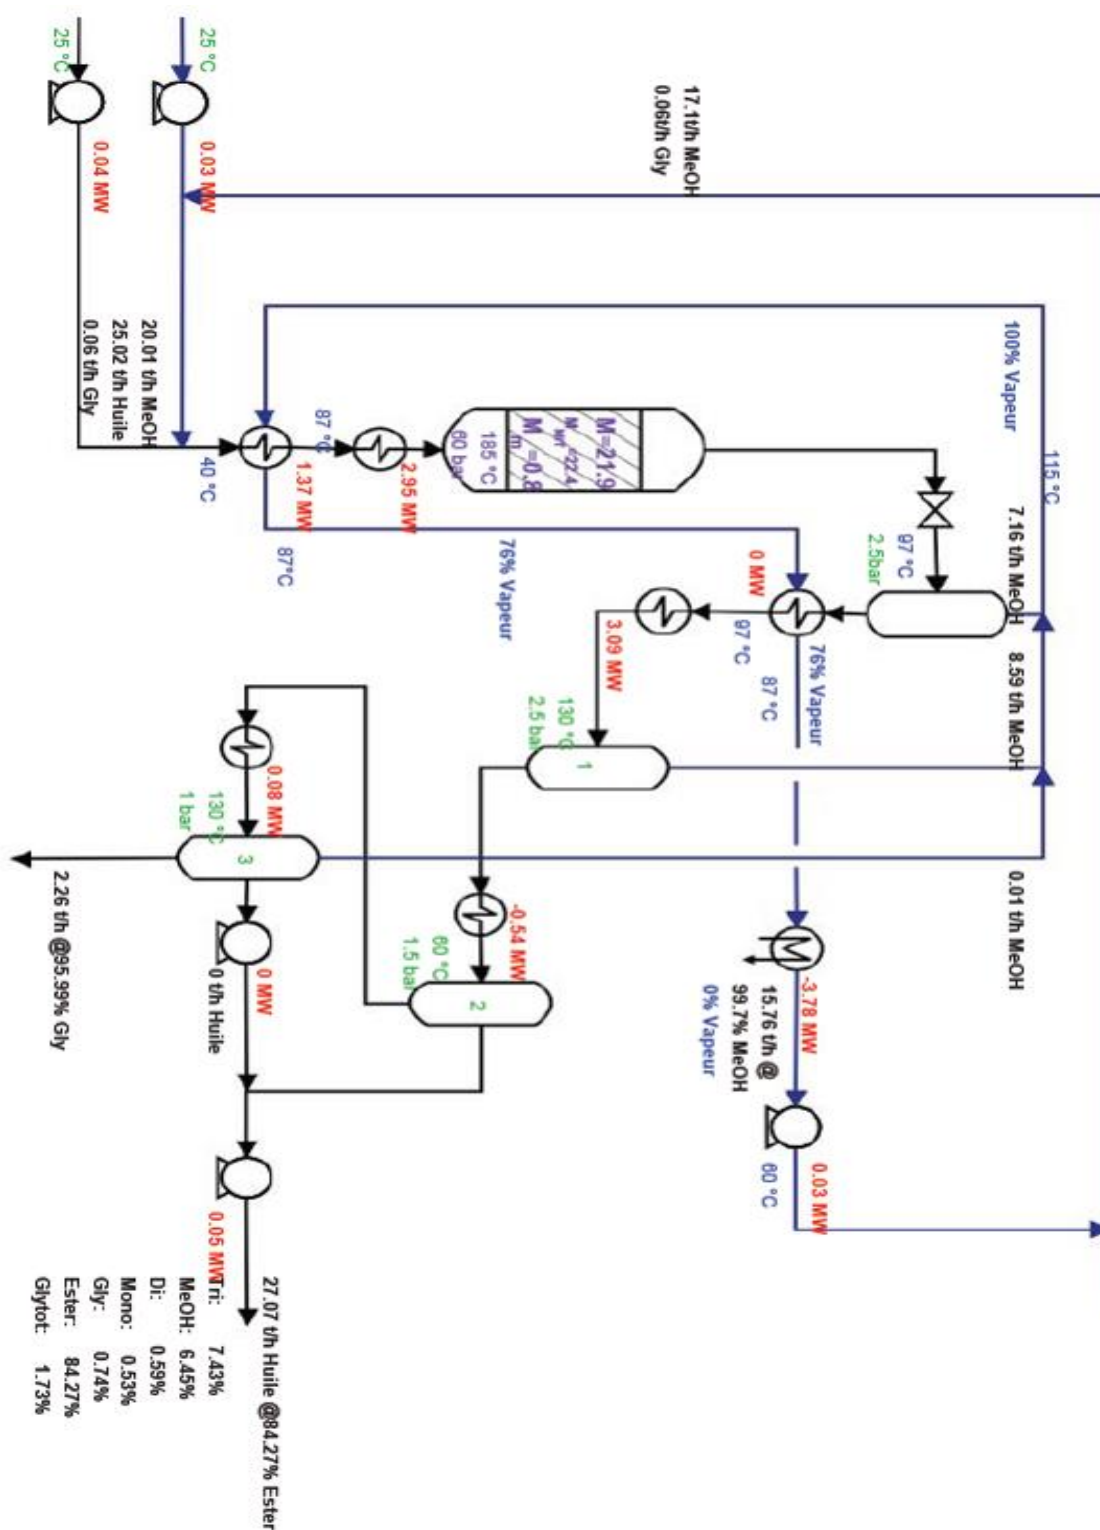 25 °C
25 °C
0.04 MW
0.03 MW
17.1t/h MeOH
0.06t/h Gly
20.01 t/h MeOH
25.02 t/h Huile
0.06 t/h Gly
40 °C
1.37 MW
87 °C
2.95 MW
87°C
76% Vapeur
100% Vapeur
115 °C
60 bar
185 °C
M=21.9
97 °C
2.5bar
7.16 t/h MeOH
8.59 t/h MeOH
0.01 t/h MeOH
0 MW
97 °C
76% Vapeur
87 °C
3.09 MW
130 °C
2.5 bar
1
-0.54 MW
60 °C
1.5 bar
2
0.08 MW
130 °C
1 bar
3
2.26 t/h @95.99% Gly
0 MW
0 t/h Huile
-3.78 MW
15.76 t/h @
99.7% MeOH
0% Vapeur
0.03 MW
60 °C
0.05 MW
27.07 t/h Huile @84.27% Ester
Tri: 7.43%
MeOH: 6.45%
Di: 0.59%
Mono: 0.53%
Gly: 0.74%
Ester: 84.27%
Glytot: 1.73%